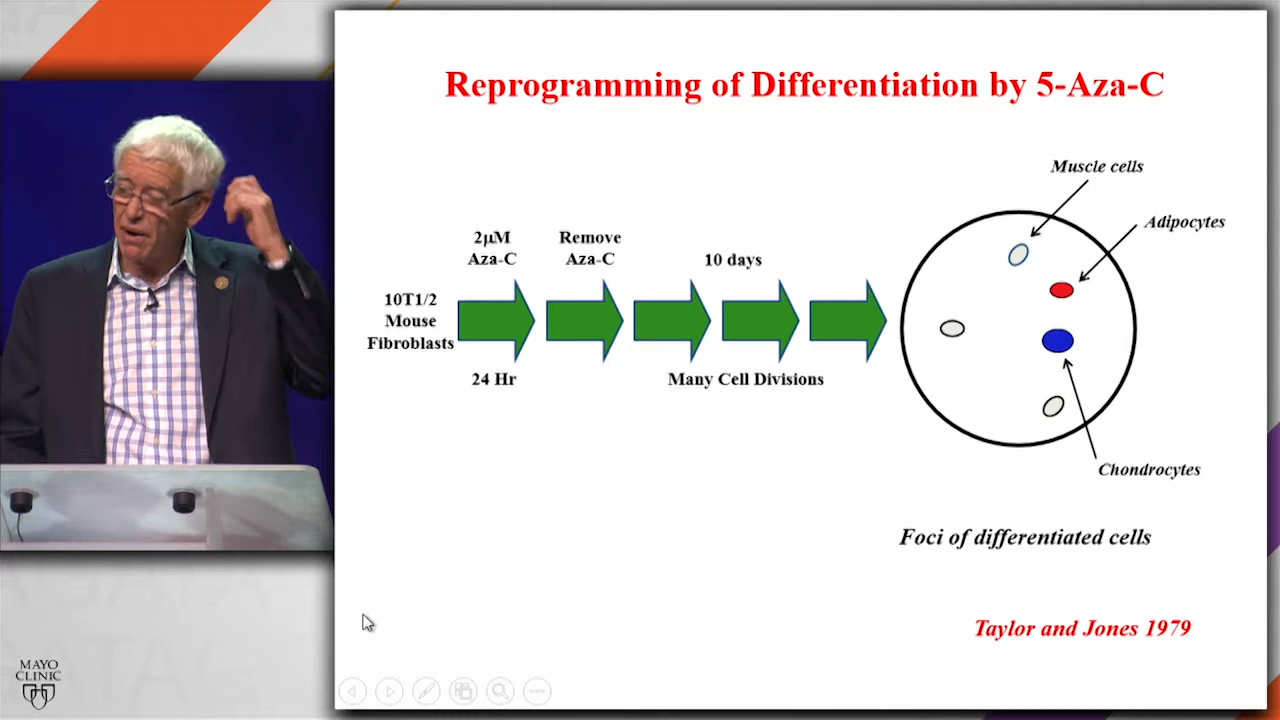 Reprogramming of Differentiation by 5-Aza-C
Muscle cells
Adipocytes
2μM
Aza-C
Remove
Aza-C
10 days
10T1/2
Mouse
Fibroblasts
24 Hr
Many Cell Divisions
Chondrocytes
Foci of differentiated cells
Taylor and Jones 1979
MAYO
CLINIC